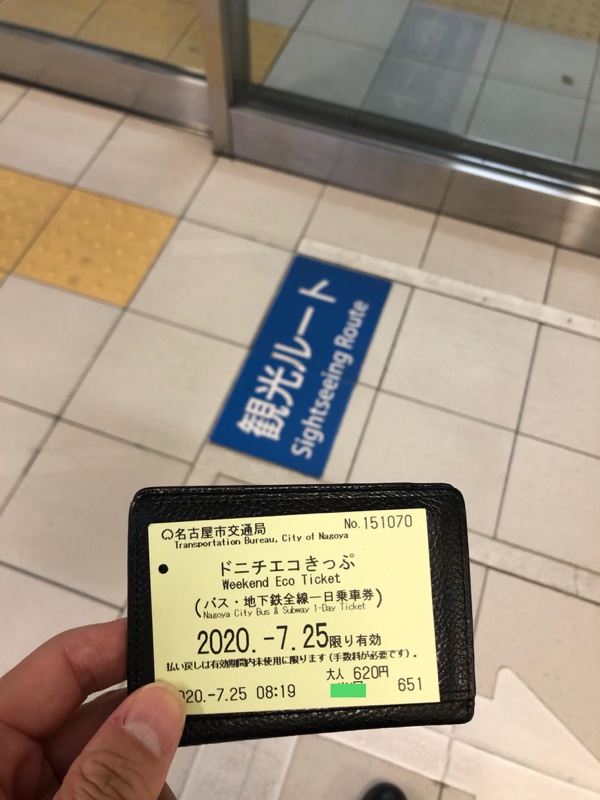 観光ルート
Sightseeing Route
名古屋市交通局
No.151070
Transportation Bureau, City of Nagoya
ドニチエコきっぷ
Weekend Eco Ticket
(バス・地下鉄全線一日乗車券)
Nagoya City Bus & Subway 1-Day Ticket
2020.-7.25限り有効
払い戻しは有効期間内未使用に限ります(手数料が必要です)。
大人 620円
020.-7.25 08:19
651